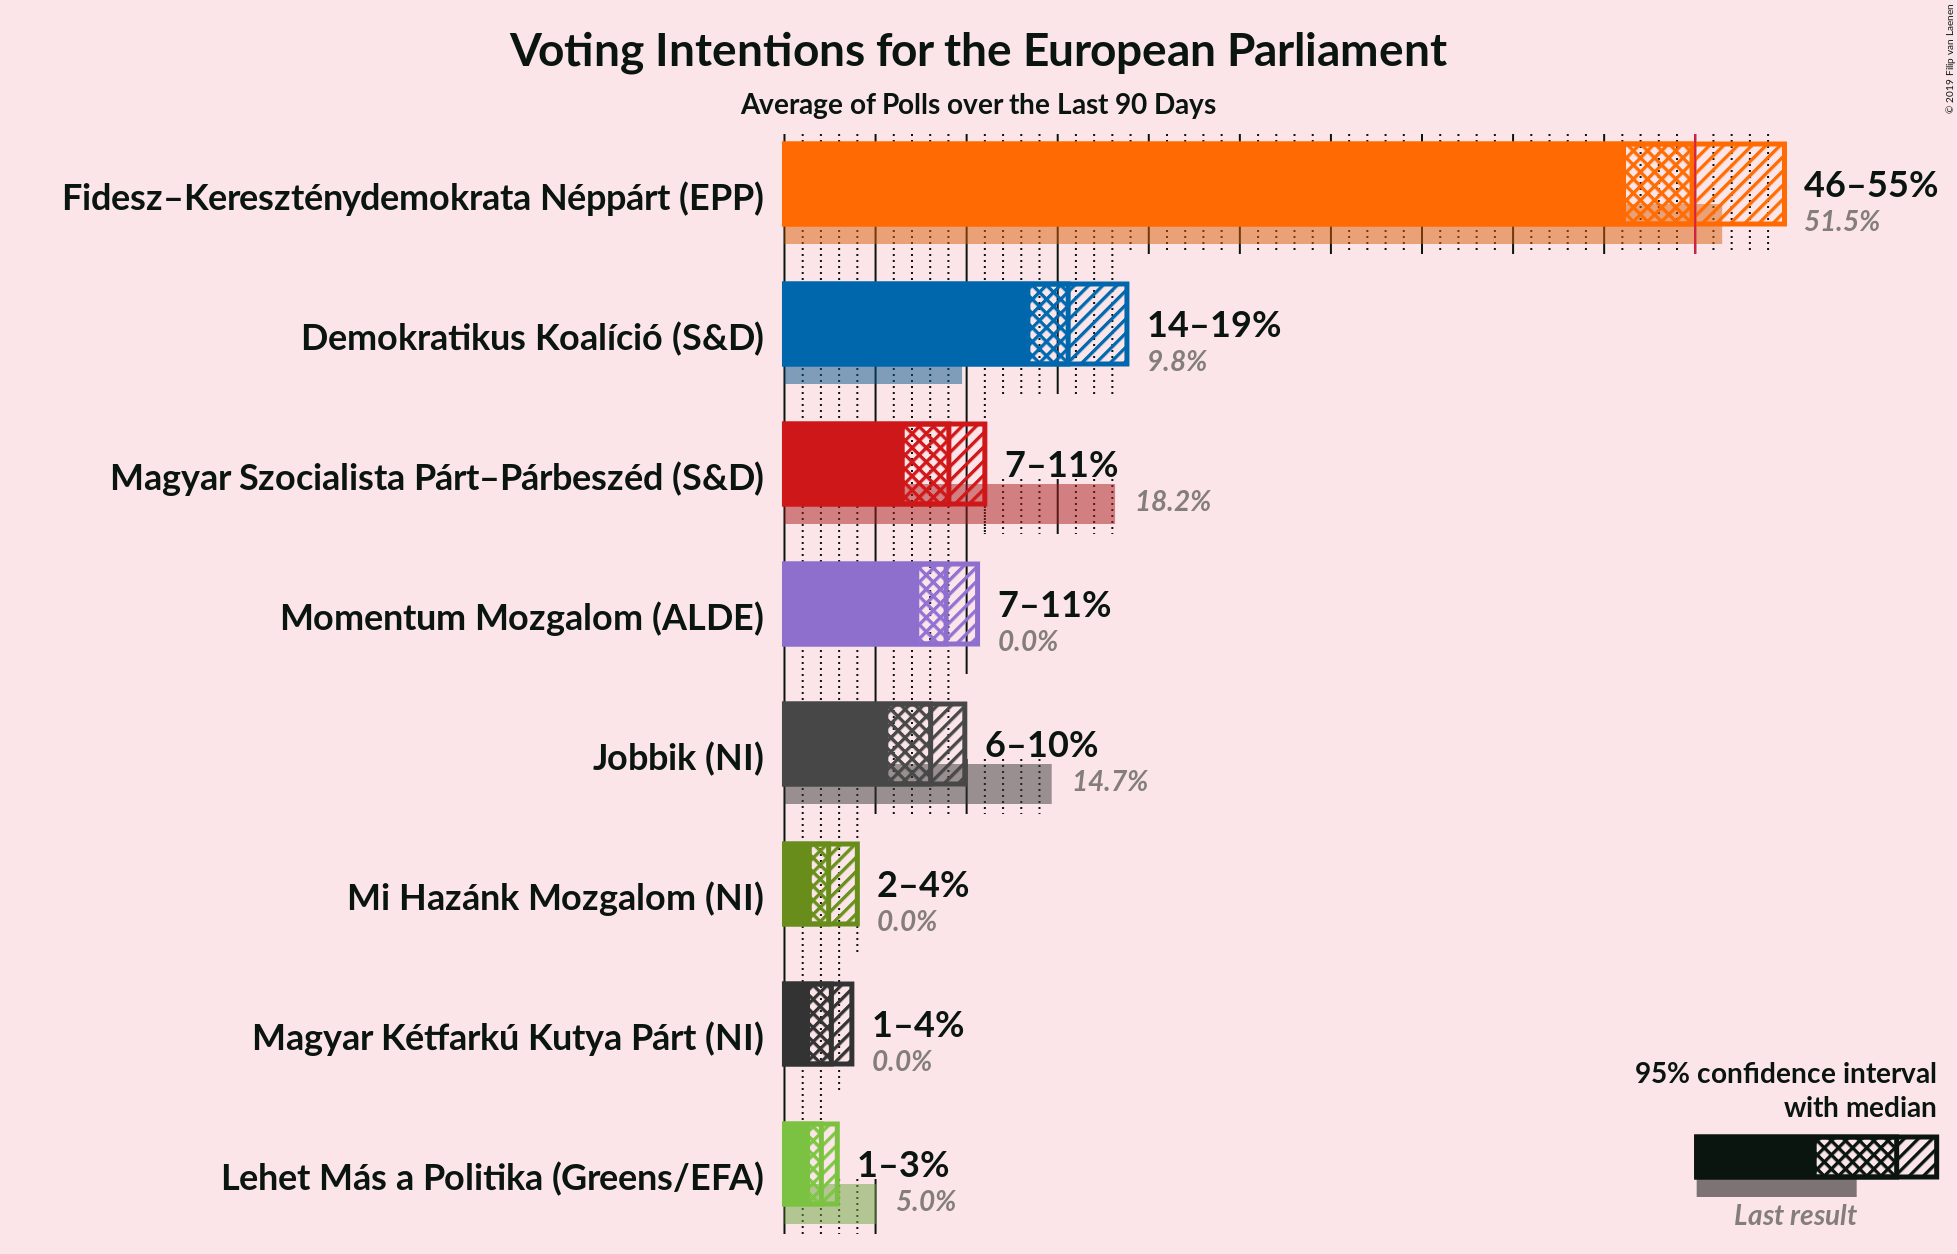 Voting Intentions for the European Parliament
Average of Polls over the Last 90 Days
© 2019 Filip van Laenen
Fidesz–Kereszténydemokrata Néppárt (EPP)
46–55%
51.5%
Demokratikus Koalíció (S&D)
14–19%
9.8%
Magyar Szocialista Párt–Párbeszéd (S&D)
7–11%
18.2%
Momentum Mozgalom (ALDE)
7–11%
0.0%
Jobbik (NI)
6–10%
14.7%
Mi Hazánk Mozgalom (NI)
2–4%
0.0%
Magyar Kétfarkú Kutya Párt (NI)
1–4%
0.0%
Lehet Más a Politika (Greens/EFA)
1–3%
5.0%
95% confidence interval
with median
Last result